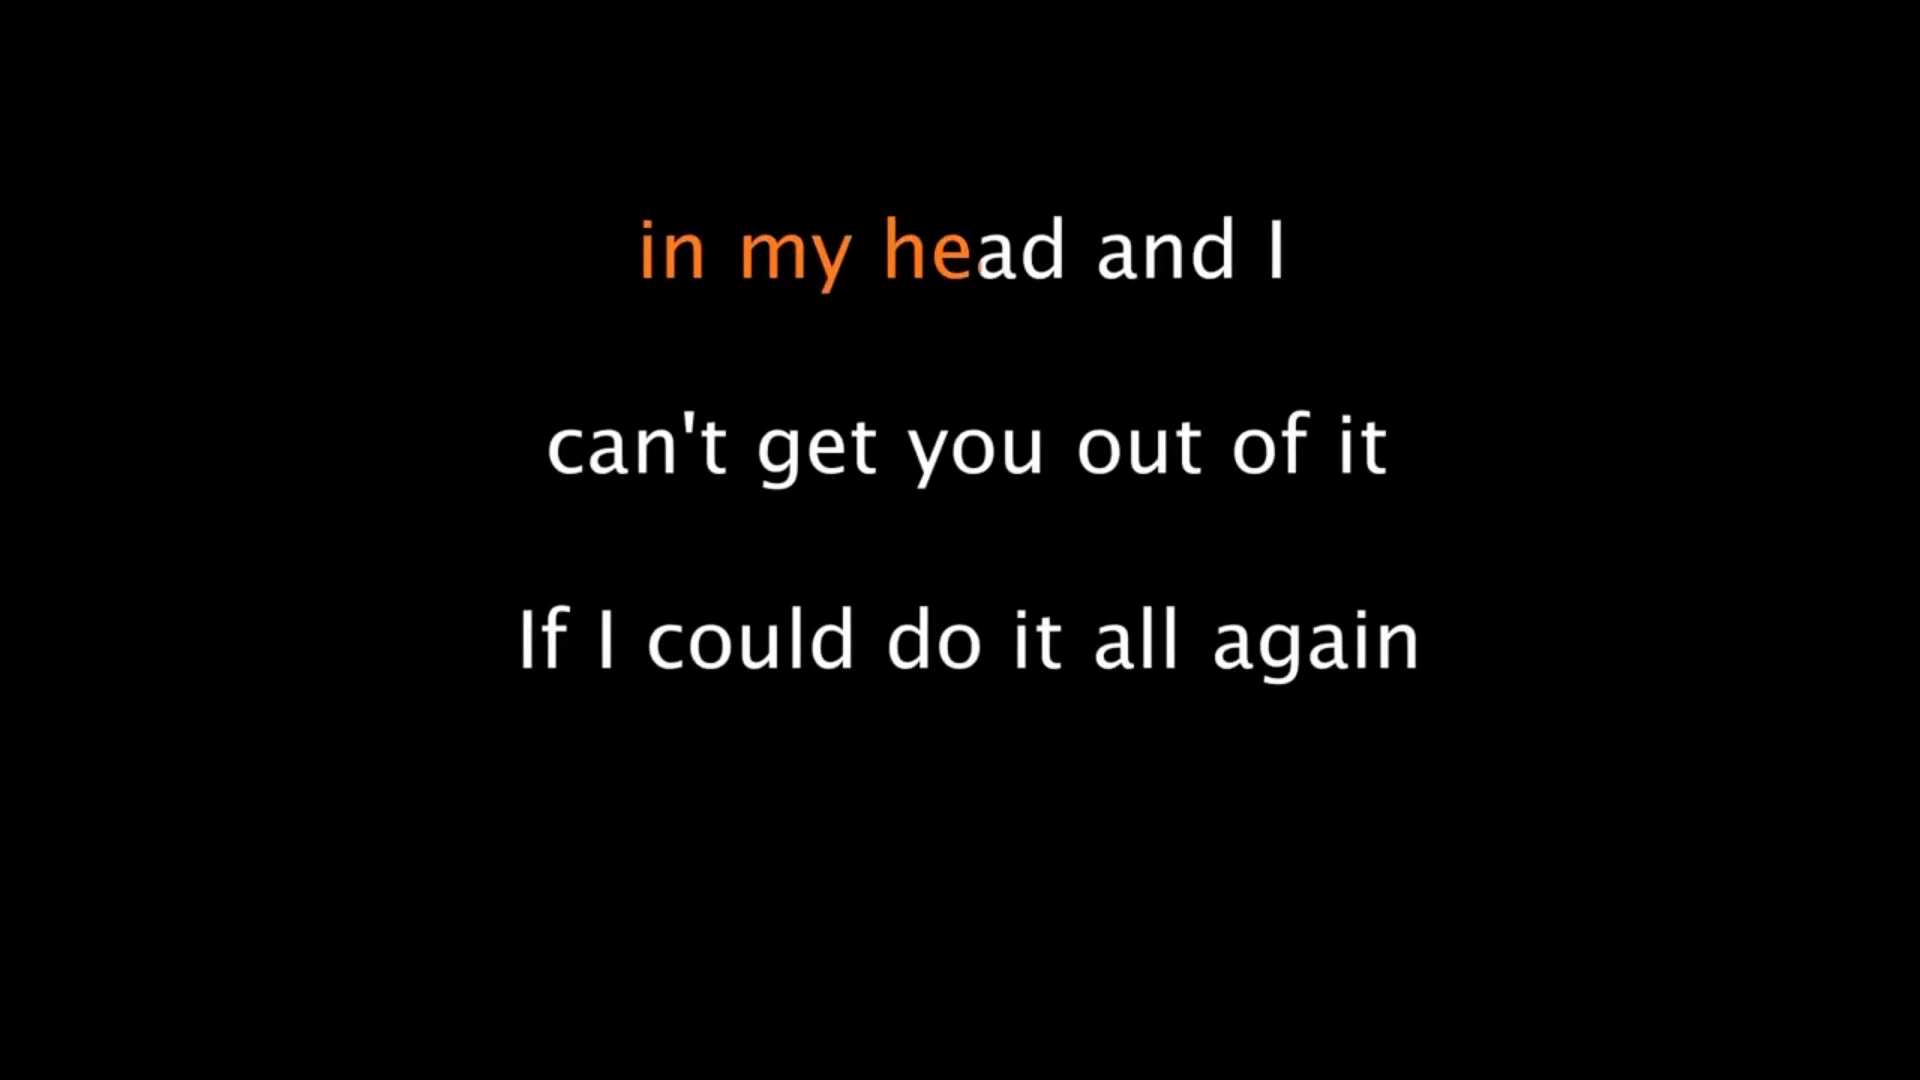 in my head and I
can't get you out of it
If I could do it all again